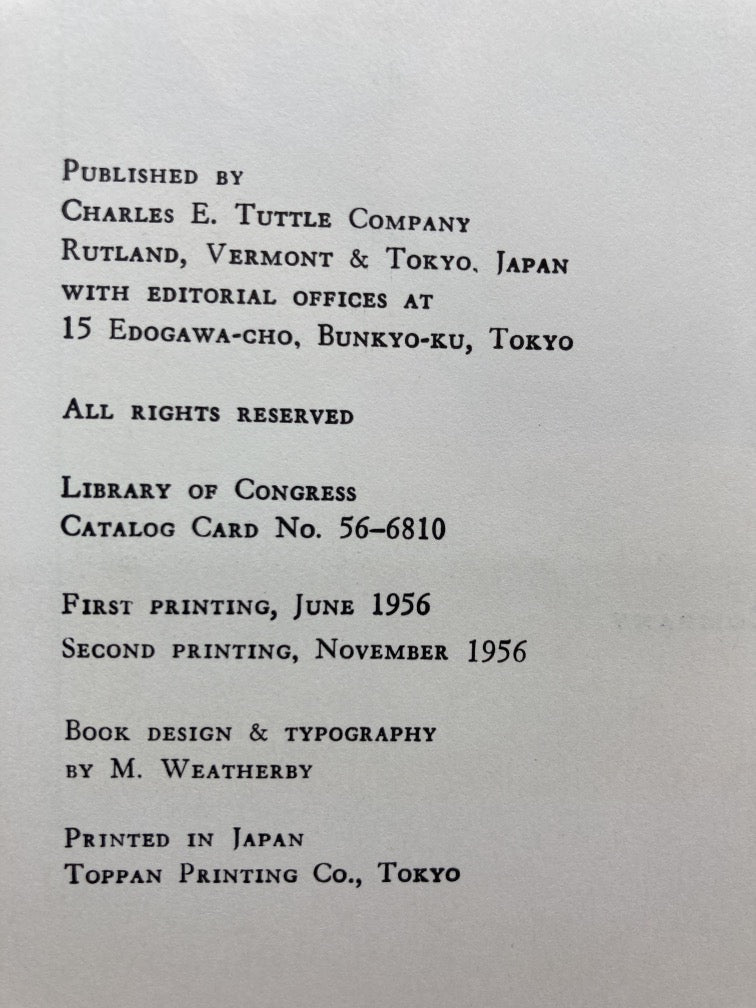 Published by
Charles E. Tuttle Company
Rutland, Vermont & Tokyo. Japan
with editorial offices at
15 Edogawa-cho, Bunkyo-ku, Tokyo
All rights reserved
Library of Congress
Catalog Card No. 56–6810
First printing, June 1956
Second printing, November 1956
Book design & typography
by M. Weatherby
Printed in Japan
Toppan Printing Co., Tokyo